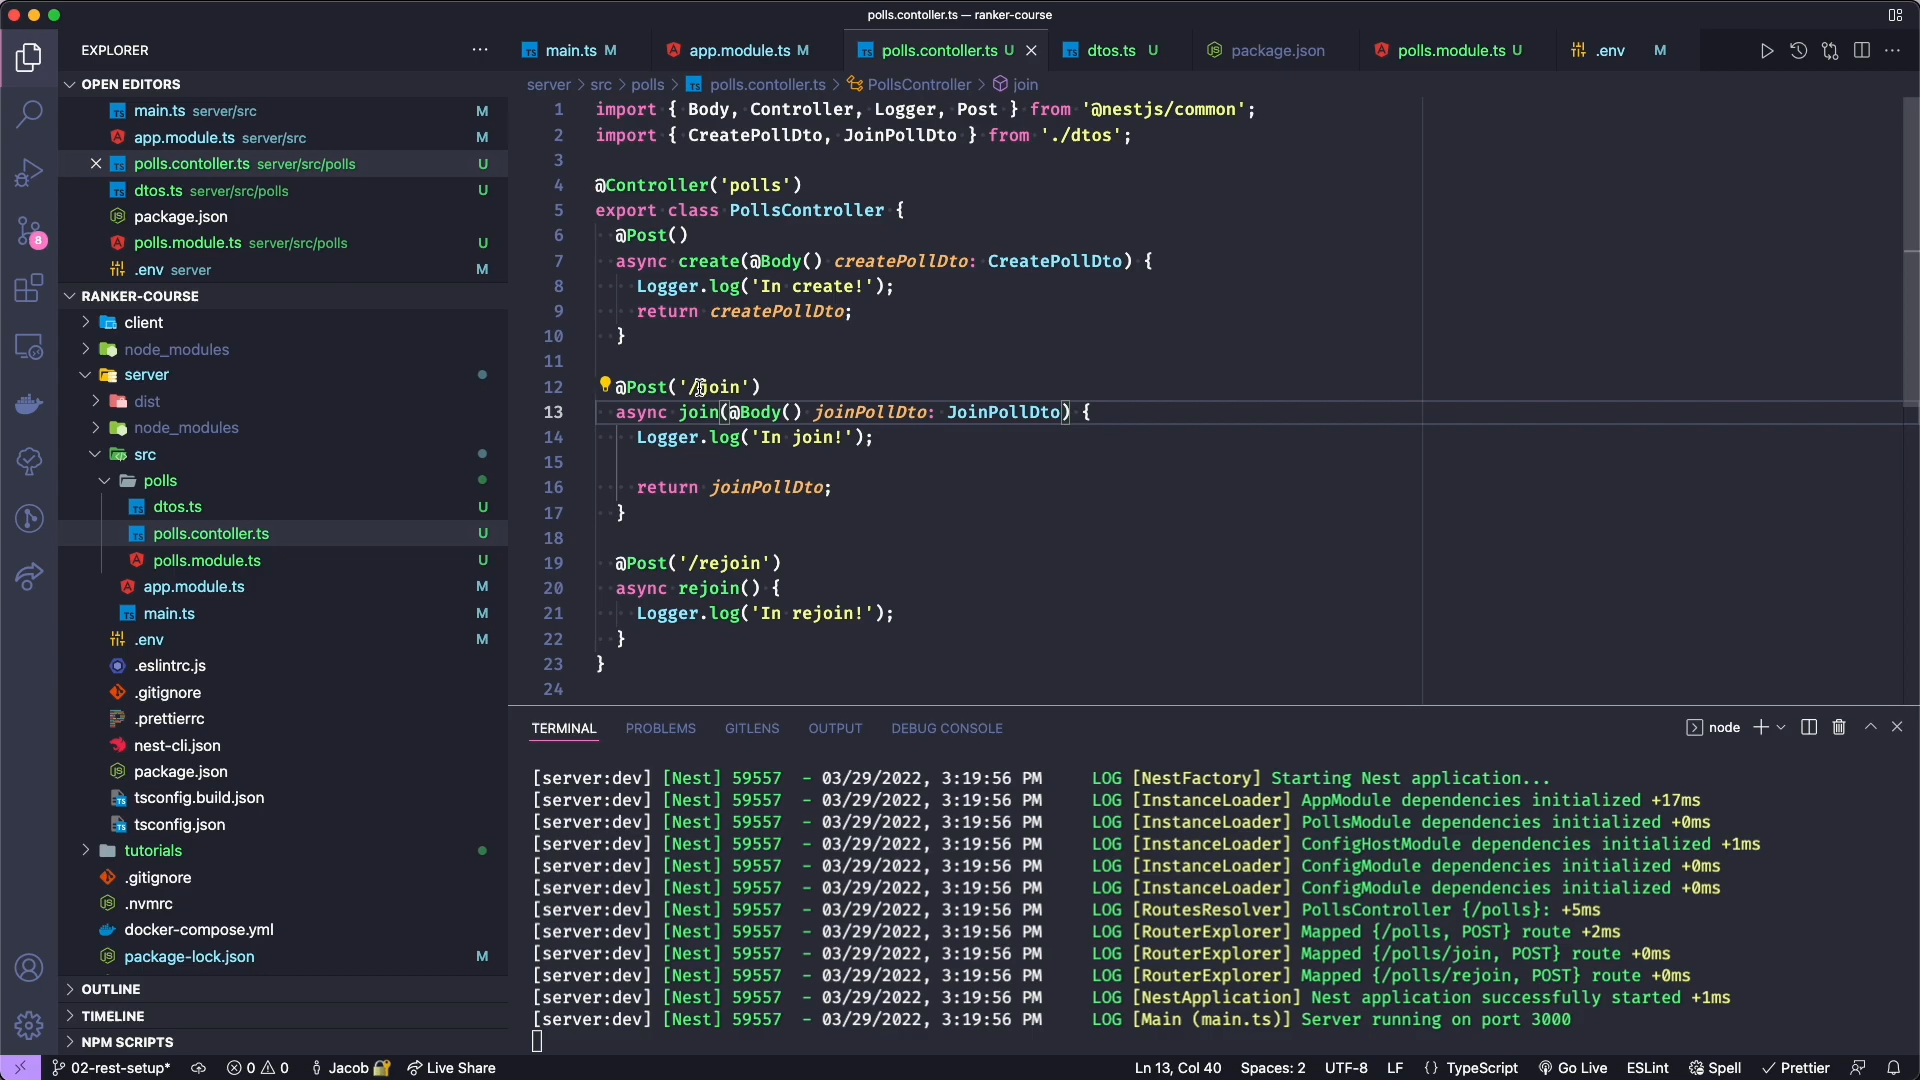 polls.contoller.ts — ranker-course
EXPLORER
main.ts M
app.module.ts M
polls.contoller.ts U
dtos.ts U
package.json
polls.module.ts U
.env M
OPEN EDITORS
main.ts server/src M
app.module.ts server/src M
polls.contoller.ts server/src/polls U
dtos.ts server/src/polls U
package.json
polls.module.ts server/src/polls U
.env server M
RANKER-COURSE
client
node_modules
server
dist
node_modules
src
polls
dtos.ts U
polls.contoller.ts U
polls.module.ts U
app.module.ts M
main.ts M
.env M
.eslintrc.js
.gitignore
.prettierrc
nest-cli.json
package.json
tsconfig.build.json
tsconfig.json
tutorials
.gitignore
.nvmrc
docker-compose.yml
package-lock.json M
OUTLINE
TIMELINE
NPM SCRIPTS
8
server > src > polls > polls.contoller.ts > PollsController > join
1 import { Body, Controller, Logger, Post } from '@nestjs/common';
2 import { CreatePollDto, JoinPollDto } from './dtos';
3
4 @Controller('polls')
5 export class PollsController {
6 @Post()
7 async create(@Body() createPollDto: CreatePollDto) {
8 Logger.log('In create!');
9 return createPollDto;
10 }
11
12 @Post('/join')
13 async join(@Body() joinPollDto: JoinPollDto) {
14 Logger.log('In join!');
15
16 return joinPollDto;
17 }
18
19 @Post('/rejoin')
20 async rejoin() {
21 Logger.log('In rejoin!');
22 }
23 }
24
TERMINAL PROBLEMS GITLENS OUTPUT DEBUG CONSOLE
node
[server:dev] [Nest] 59557 - 03/29/2022, 3:19:56 PM LOG [NestFactory] Starting Nest application...
[server:dev] [Nest] 59557 - 03/29/2022, 3:19:56 PM LOG [InstanceLoader] AppModule dependencies initialized +17ms
[server:dev] [Nest] 59557 - 03/29/2022, 3:19:56 PM LOG [InstanceLoader] PollsModule dependencies initialized +0ms
[server:dev] [Nest] 59557 - 03/29/2022, 3:19:56 PM LOG [InstanceLoader] ConfigHostModule dependencies initialized +1ms
[server:dev] [Nest] 59557 - 03/29/2022, 3:19:56 PM LOG [InstanceLoader] ConfigModule dependencies initialized +0ms
[server:dev] [Nest] 59557 - 03/29/2022, 3:19:56 PM LOG [InstanceLoader] ConfigModule dependencies initialized +0ms
[server:dev] [Nest] 59557 - 03/29/2022, 3:19:56 PM LOG [RoutesResolver] PollsController {/polls}: +5ms
[server:dev] [Nest] 59557 - 03/29/2022, 3:19:56 PM LOG [RouterExplorer] Mapped {/polls, POST} route +2ms
[server:dev] [Nest] 59557 - 03/29/2022, 3:19:56 PM LOG [RouterExplorer] Mapped {/polls/join, POST} route +0ms
[server:dev] [Nest] 59557 - 03/29/2022, 3:19:56 PM LOG [RouterExplorer] Mapped {/polls/rejoin, POST} route +0ms
[server:dev] [Nest] 59557 - 03/29/2022, 3:19:56 PM LOG [NestApplication] Nest application successfully started +1ms
[server:dev] [Nest] 59557 - 03/29/2022, 3:19:56 PM LOG [Main (main.ts)] Server running on port 3000
02-rest-setup* 0 0 Jacob Live Share Ln 13, Col 40 Spaces: 2 UTF-8 LF {} TypeScript Go Live ESLint Spell Prettier